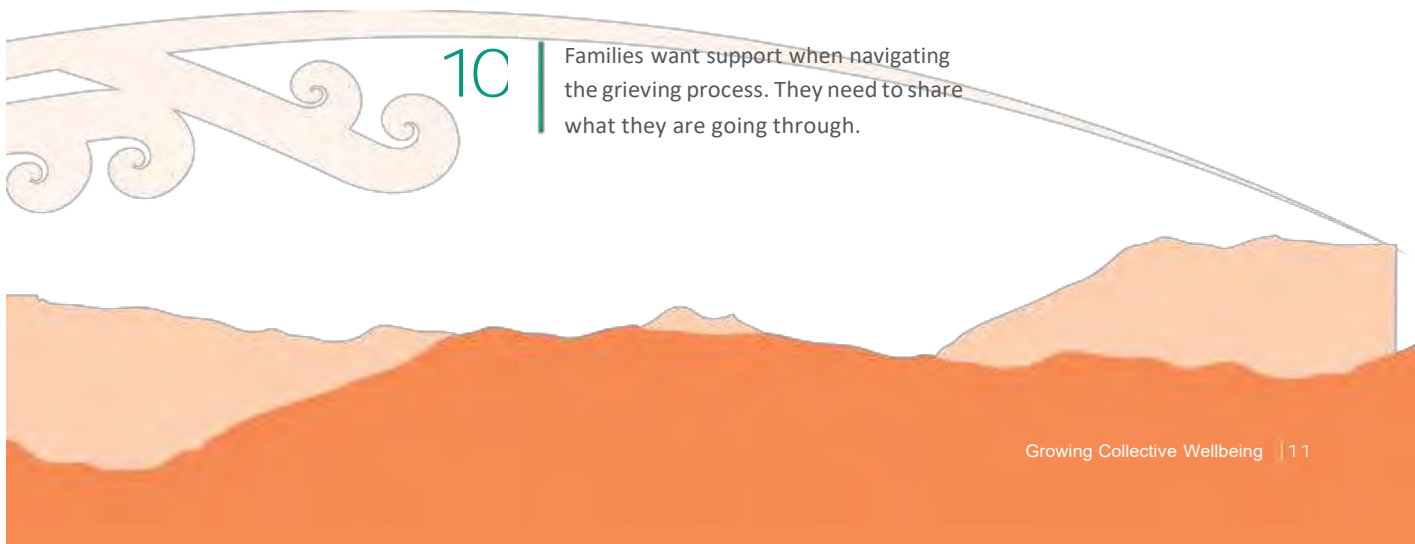 10
Families want support when navigating
the grieving process. They need to share
what they are going through.
Growing Collective Wellbeing | 11